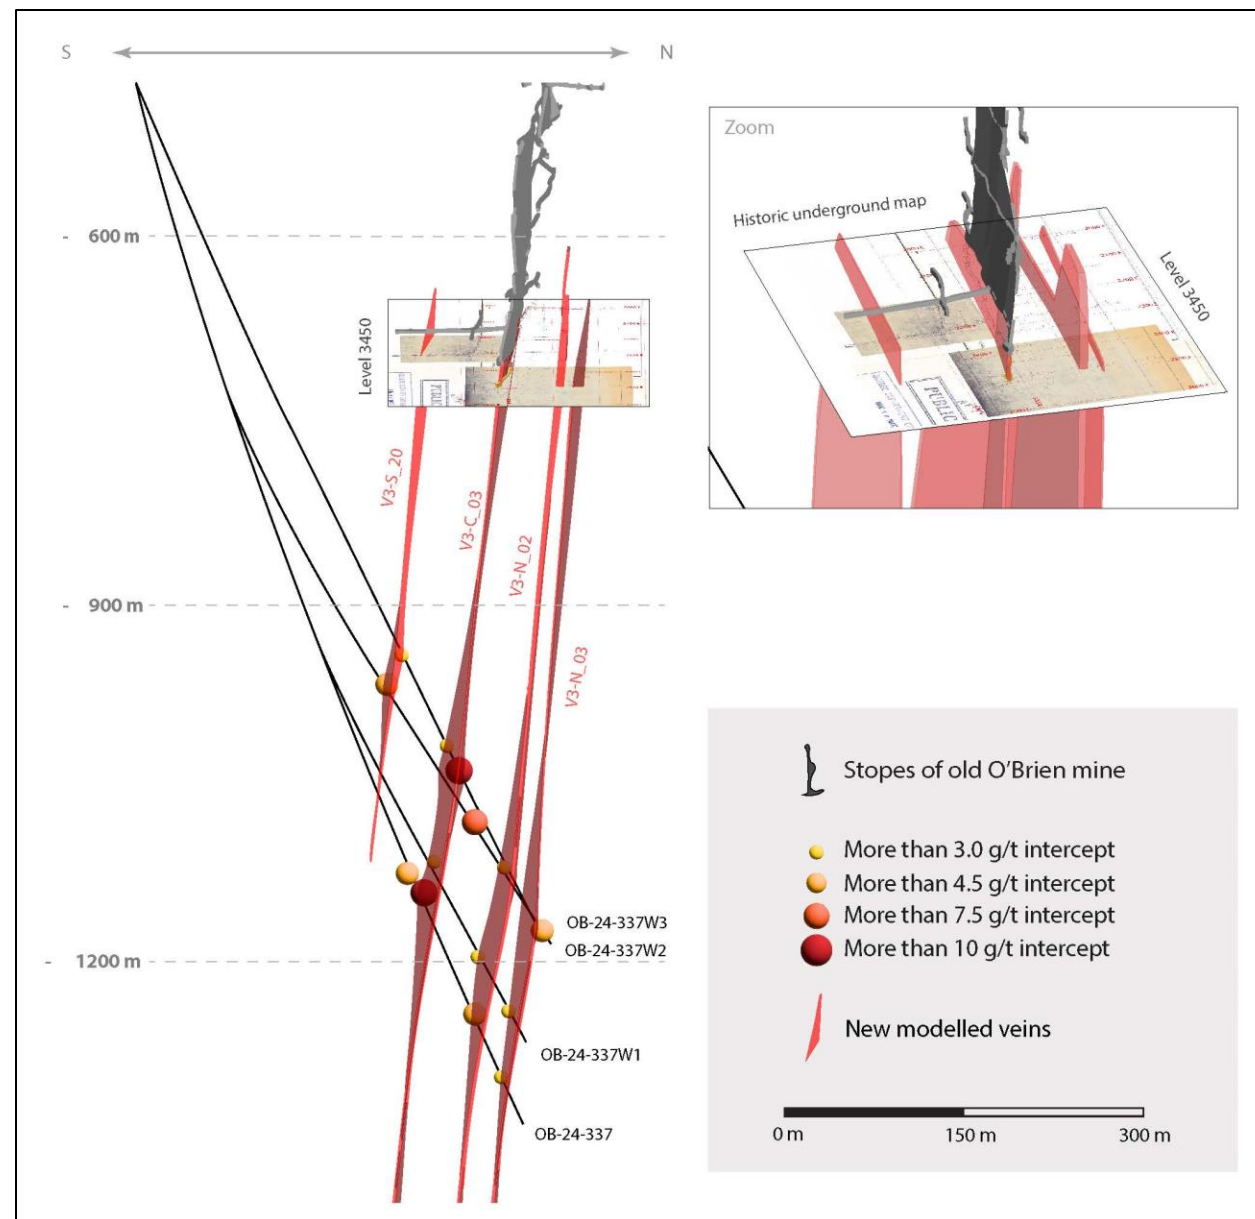 S
N
- 600 m
Level 3450
V3-S_20
V3-C_03
V3-N_02
V3-N_03
- 900 m
OB-24-337W3
OB-24-337W2
- 1200 m
OB-24-337W1
OB-24-337
Zoom
Historic underground map
Level 3450
PUBLIC
Stopes of old O'Brien mine
More than 3.0 g/t intercept
More than 4.5 g/t intercept
More than 7.5 g/t intercept
More than 10 g/t intercept
New modelled veins
0 m 150 m 300 m